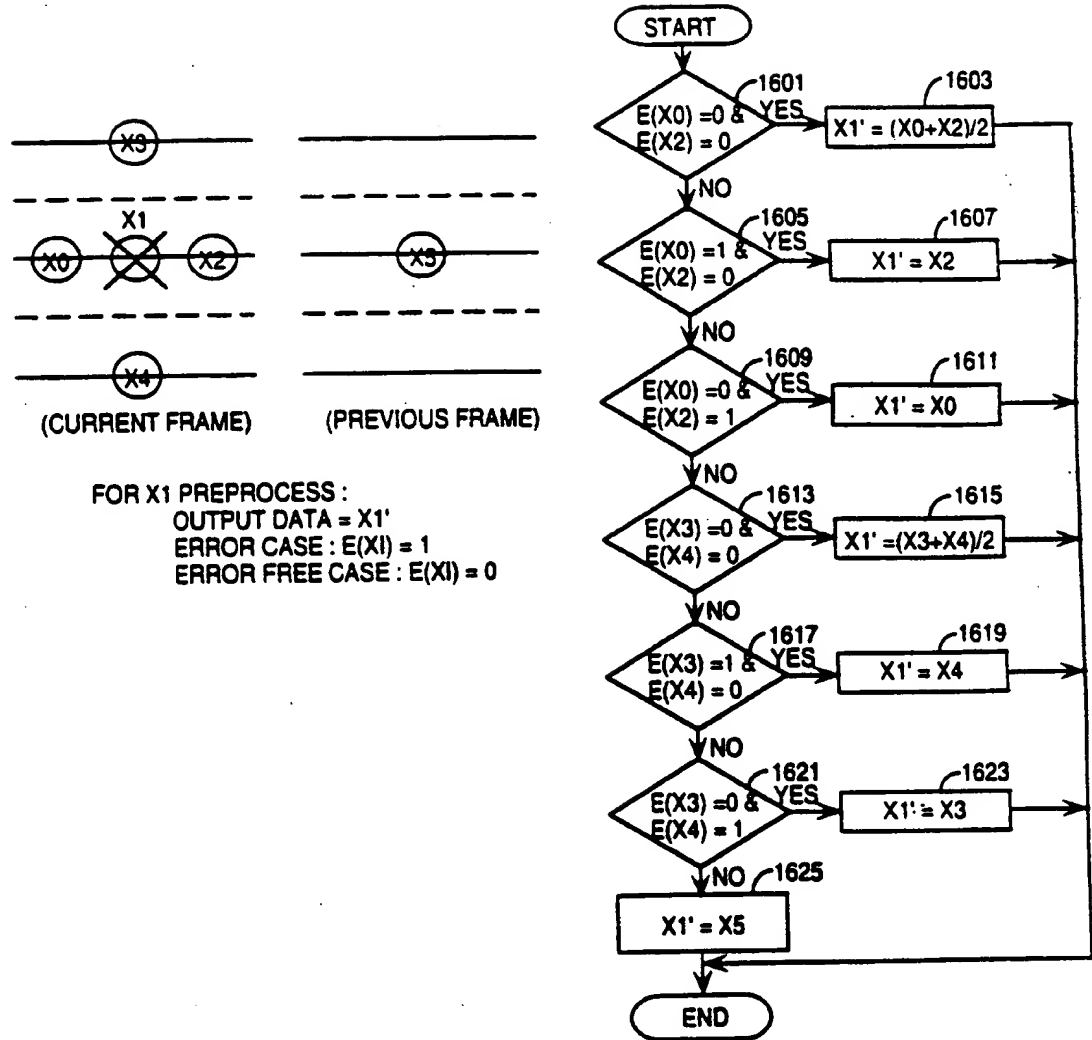 X3
X1
X0
X2
X5
X4
(CURRENT FRAME)
(PREVIOUS FRAME)
FOR X1 PREPROCESS :
OUTPUT DATA = X1'
ERROR CASE : E(XI) = 1
ERROR FREE CASE : E(XI) = 0
START
1601
E(X0) =0 &
E(X2) = 0
YES
1603
X1' = (X0+X2)/2
NO
1605
E(X0) =1 &
E(X2) = 0
YES
1607
X1' = X2
NO
1609
E(X0) =0 &
E(X2) = 1
YES
1611
X1' = X0
NO
1613
E(X3) =0 &
E(X4) = 0
YES
1615
X1' =(X3+X4)/2
NO
1617
E(X3) =1 &
E(X4) = 0
YES
1619
X1' = X4
NO
1621
E(X3) =0 &
E(X4) = 1
YES
1623
X1' = X3
NO
1625
X1' = X5
END